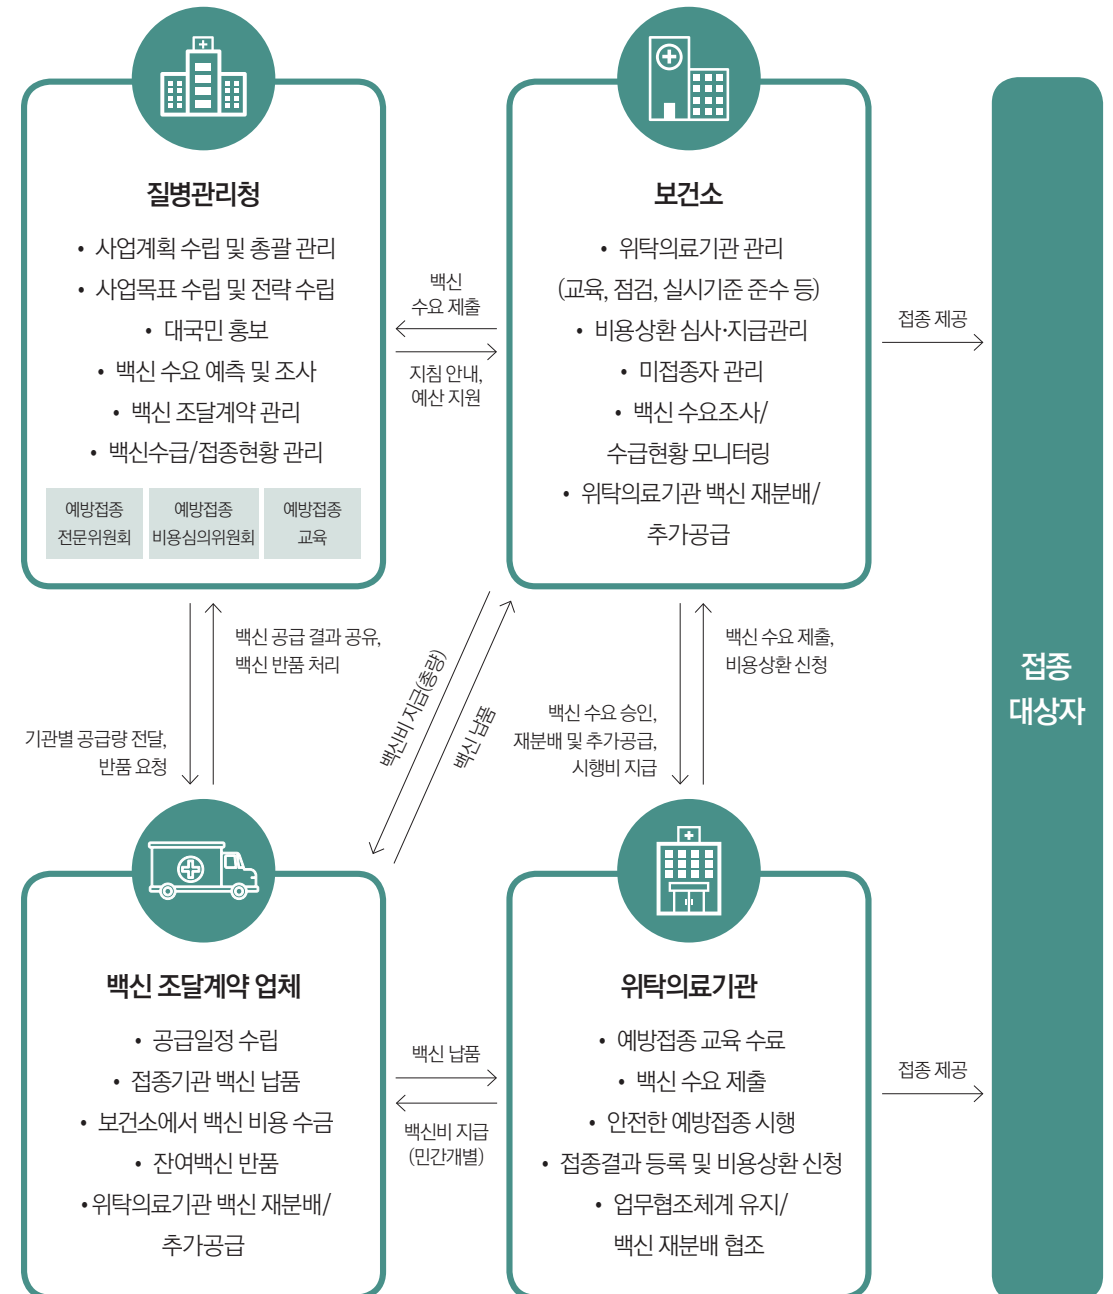 질병관리청
• 사업계획 수립 및 총괄 관리
• 사업목표 수립 및 전략 수립
• 대국민 홍보
• 백신 수요 예측 및 조사
• 백신 조달계약 관리
• 백신수급/접종현황 관리
예방접종
전문위원회
예방접종
비용심의위원회
예방접종
교육
백신
수요 제출
지침 안내,
예산 지원
보건소
• 위탁의료기관 관리
(교육, 점검, 실시기준 준수 등)
• 비용상환 심사·지급관리
• 미접종자 관리
• 백신 수요조사/
수급현황 모니터링
• 위탁의료기관 백신 재분배/
추가공급
접종 제공
접종
대상자
백신 공급 결과 공유,
백신 반품 처리
기관별 공급량 전달,
반품 요청
백신비 지급(총량)
백신 납품
백신 수요 제출,
비용상환 신청
백신 수요 승인,
재분배 및 추가공급,
시행비 지급
백신 조달계약 업체
• 공급일정 수립
• 접종기관 백신 납품
• 보건소에서 백신 비용 수금
• 잔여백신 반품
• 위탁의료기관 백신 재분배/
추가공급
백신 납품
백신비 지급
(민간개별)
위탁의료기관
• 예방접종 교육 수료
• 백신 수요 제출
• 안전한 예방접종 시행
• 접종결과 등록 및 비용상환 신청
• 업무협조체계 유지/
백신 재분배 협조
접종 제공